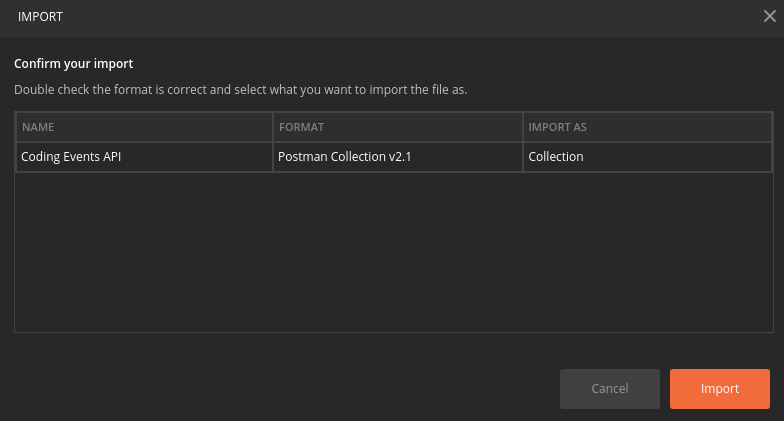 IMPORT
Confirm your import
Double check the format is correct and select what you want to import the file as.
NAME FORMAT IMPORT AS
Coding Events API Postman Collection v2.1 Collection
Cancel Import